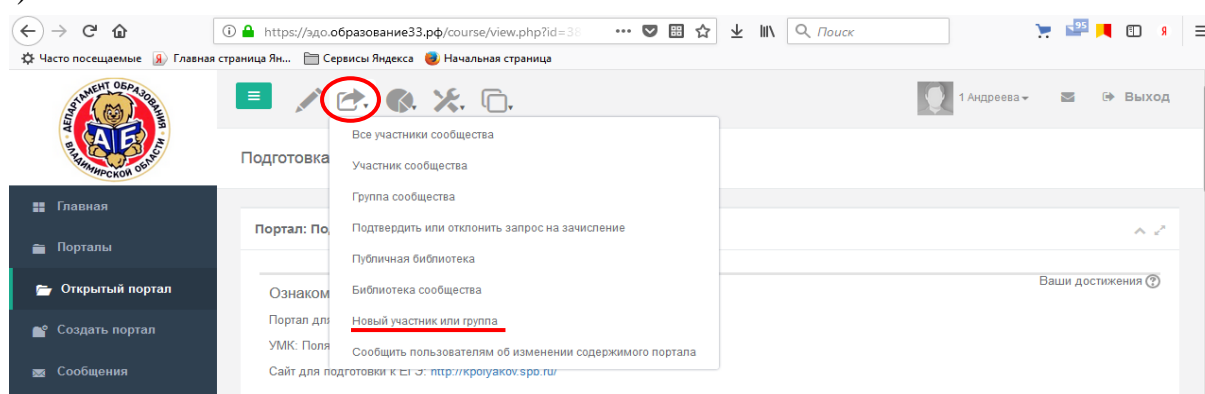 https://эдо.образование33.рф/course/view.php?id=38
Поиск
95
Я
Часто посещаемые
Главная страница Ян...
Сервисы Яндекса
Начальная страница
ДЕПАРТАМЕНТ ОБРАЗОВАНИЯ
ВЛАДИМИРСКОЙ ОБЛАСТИ
АБ
1 Андреева
Выход
Подготовка
Все участники сообщества
Участник сообщества
Группа сообщества
Подтвердить или отклонить запрос на зачисление
Публичная библиотека
Библиотека сообщества
Новый участник или группа
Сообщить пользователям об изменении содержимого портала
Главная
Порталы
Открытый портал
Создать портал
Сообщения
Портал: По
Ваши достижения
Ознаком
Портал для
УМК: Поля
Сайт для подготовки к ЕГЭ: http://kpolyakov.spb.ru/